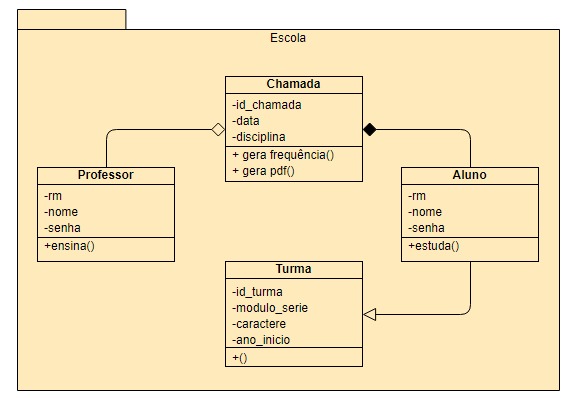 Escola
Chamada
-id_chamada
-data
-disciplina
+ gera frequência()
+ gera pdf()
Professor
-rm
-nome
-senha
+ensina()
Aluno
-rm
-nome
-senha
+estuda()
Turma
-id_turma
-modulo_serie
-caractere
-ano_inicio
+()